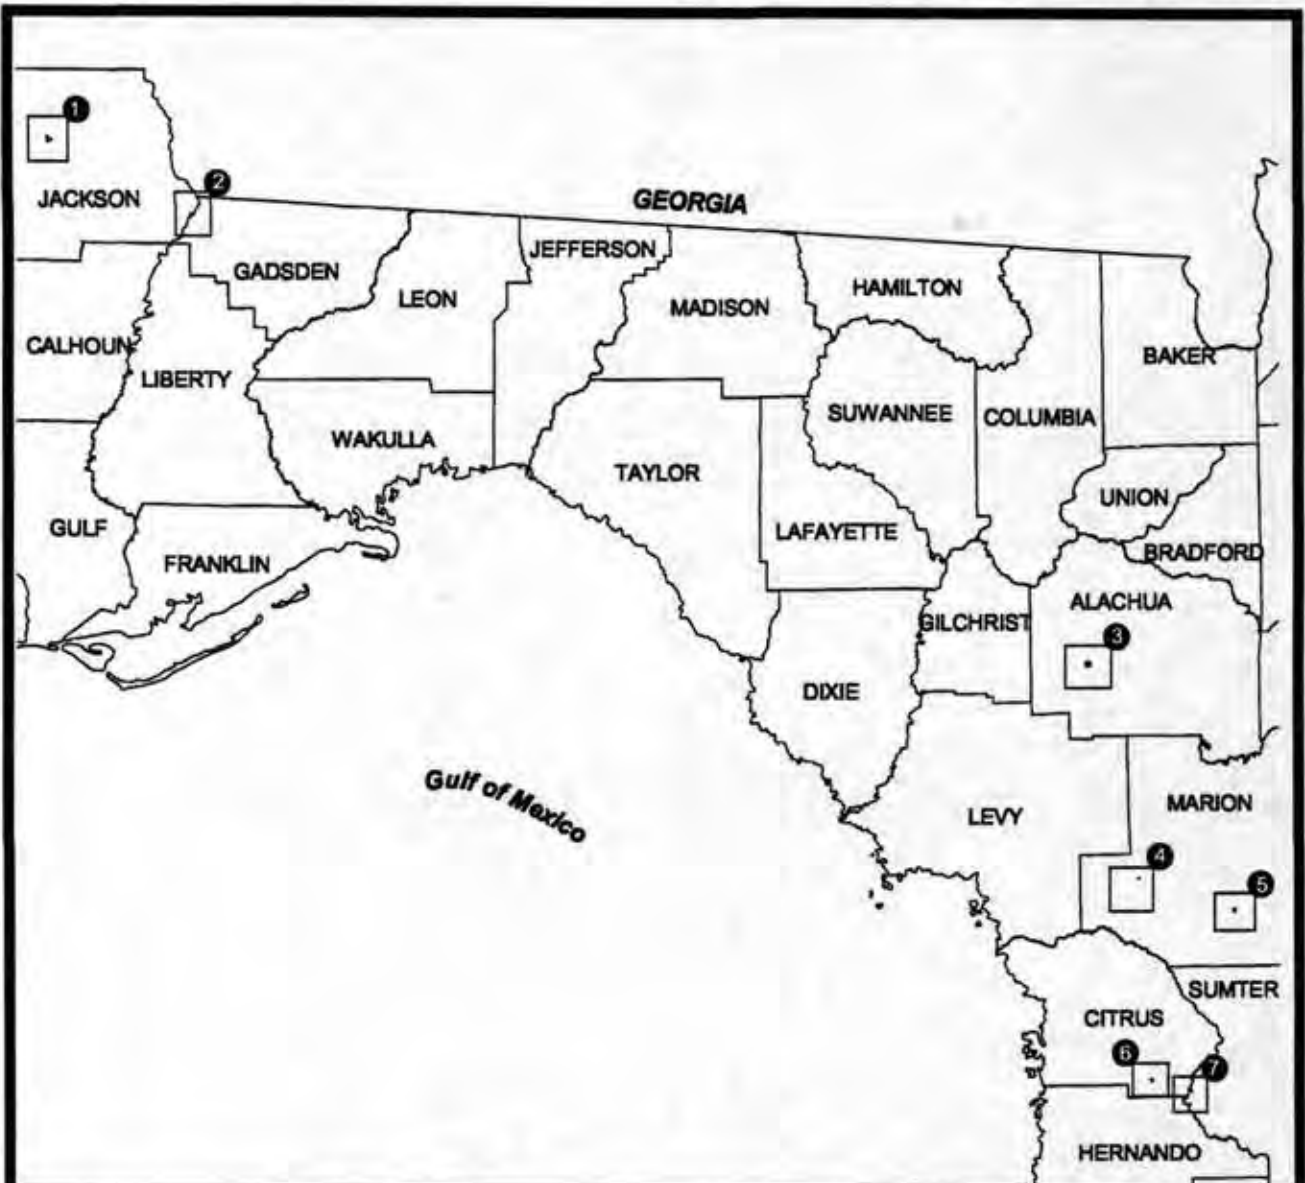 1
JACKSON
2
GEORGIA
JEFFERSON
GADSDEN
LEON
HAMILTON
MADISON
CALHOUN
LIBERTY
BAKER
SUWANNEE
COLUMBIA
WAKULLA
TAYLOR
UNION
GULF
LAFAYETTE
FRANKLIN
BRADFORD
ALACHUA
GILCHRIST
3
DIXIE
Gulf of Mexico
LEVY
MARION
4
5
SUMTER
CITRUS
6
7
HERNANDO